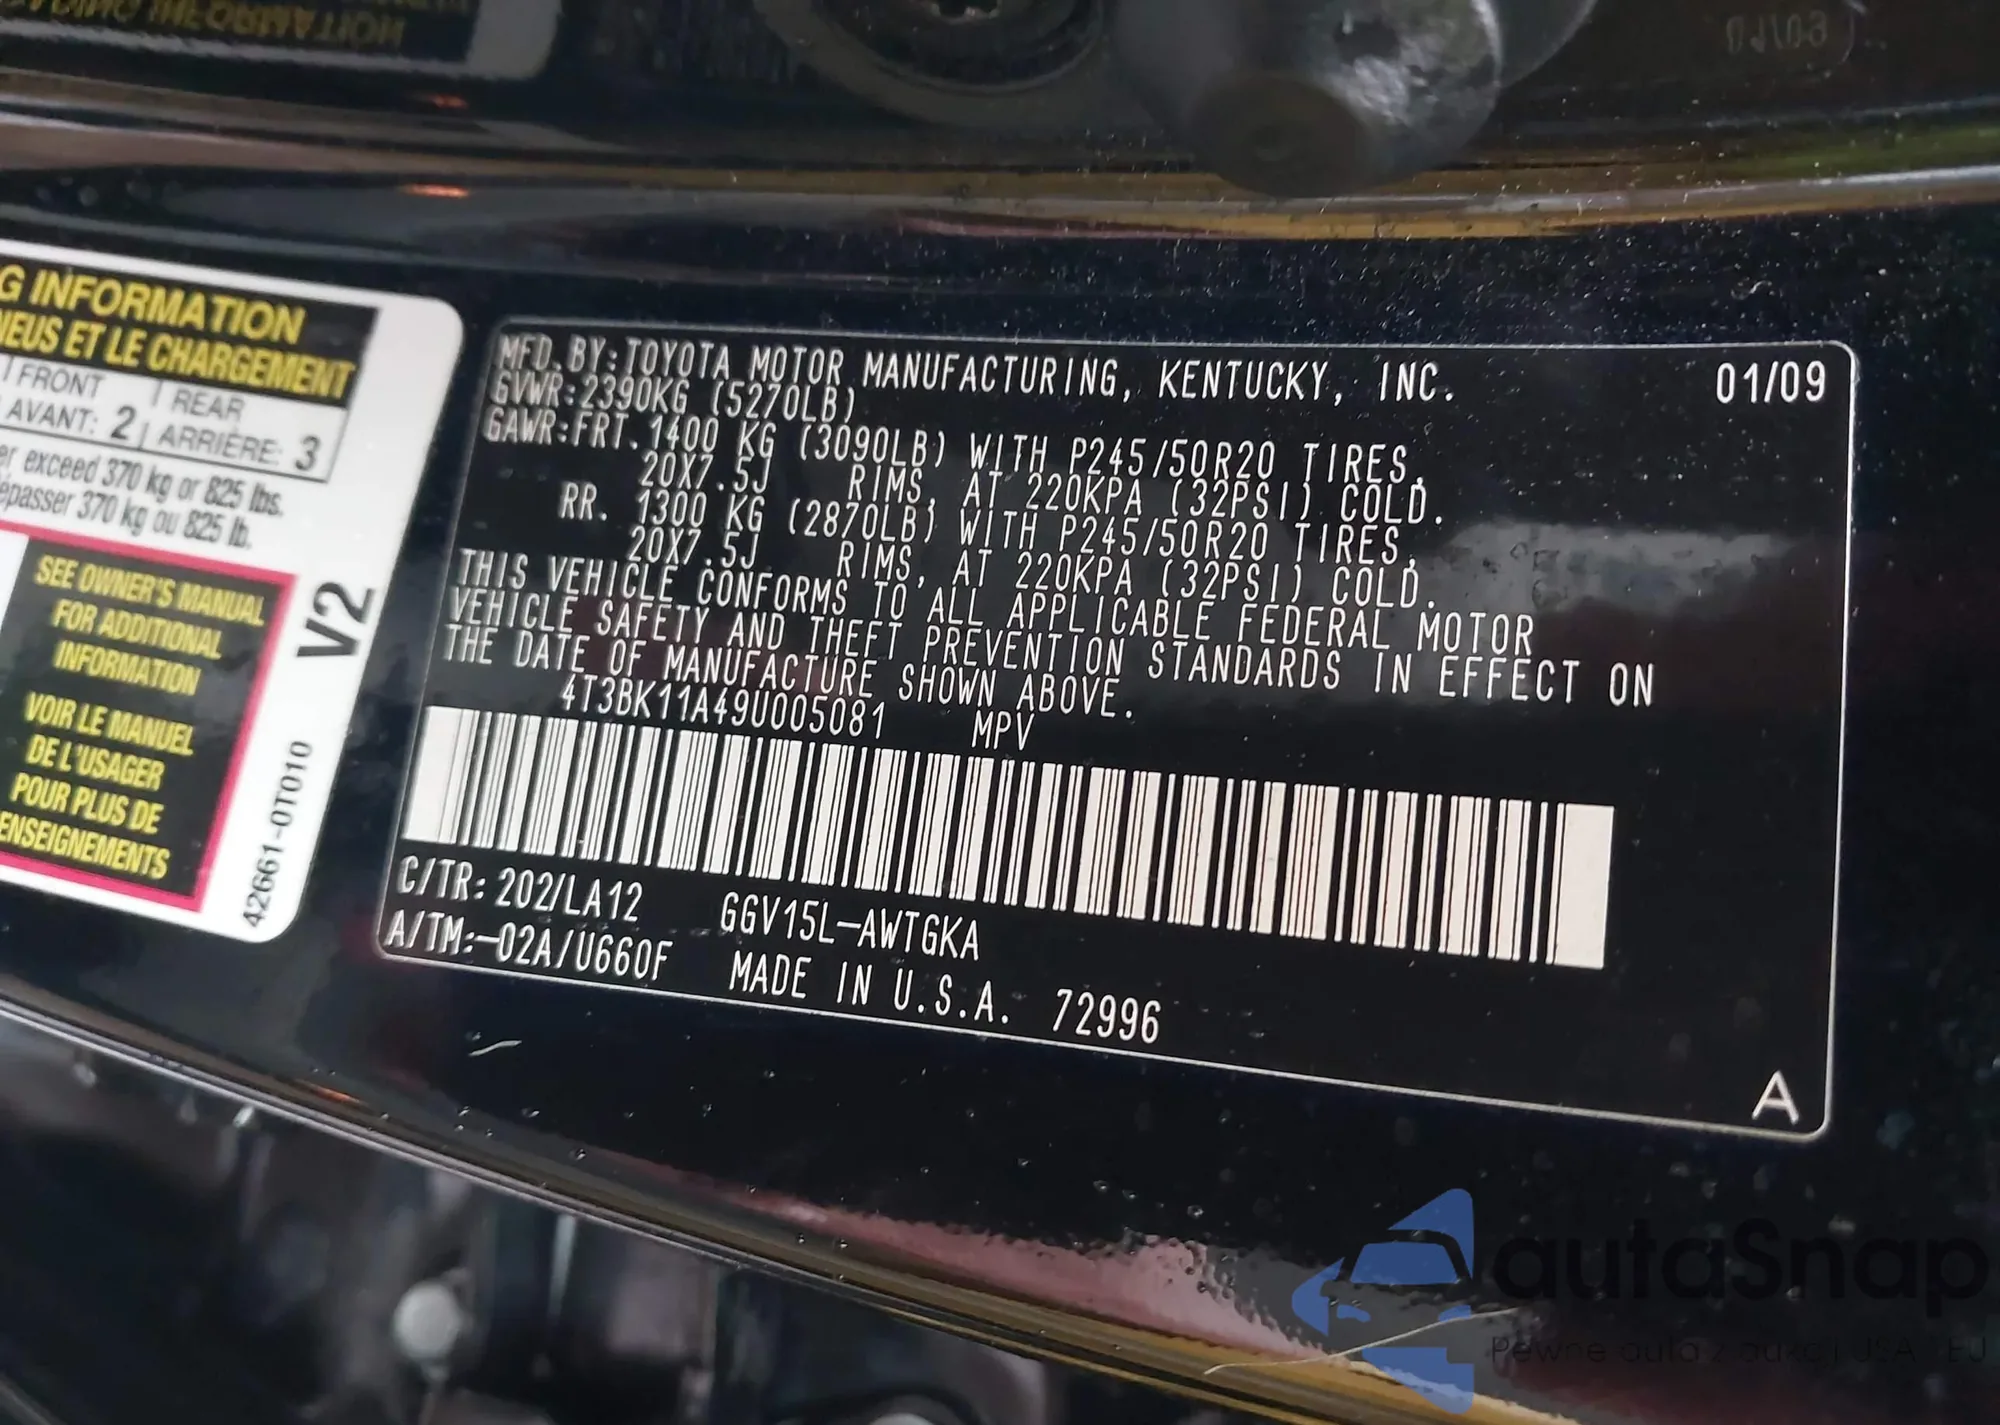 G INFORMATION
NEUS ET LE CHARGEMENT
FRONT REAR
AVANT: 2 ARRIÈRE: 3
er exceed 370 kg or 825 lbs.
épasser 370 kg ou 825 lb.
SEE OWNER'S MANUAL
FOR ADDITIONAL
INFORMATION
VOIR LE MANUEL
DE L'USAGER
POUR PLUS DE
ENSEIGNEMENTS
V2
42661-0T010
MFD. BY: TOYOTA MOTOR MANUFACTURING, KENTUCKY, INC. 01/09
GVWR: 2390KG (5270LB)
GAWR: FRT. 1400 KG (3090LB) WITH P245/50R20 TIRES,
20X7.5J RIMS, AT 220KPA (32PSI) COLD.
RR. 1300 KG (2870LB) WITH P245/50R20 TIRES,
20X7.5J RIMS, AT 220KPA (32PSI) COLD.
THIS VEHICLE CONFORMS TO ALL APPLICABLE FEDERAL MOTOR
VEHICLE SAFETY AND THEFT PREVENTION STANDARDS IN EFFECT ON
THE DATE OF MANUFACTURE SHOWN ABOVE.
4T3BK11A49U005081 MPV
C/TR: 202/LA12 GGV15L-AWTGKA
A/TM:-02A/U660F MADE IN U.S.A. 72996
A
autaSnap
Pewne auta z aukcji USA i EU